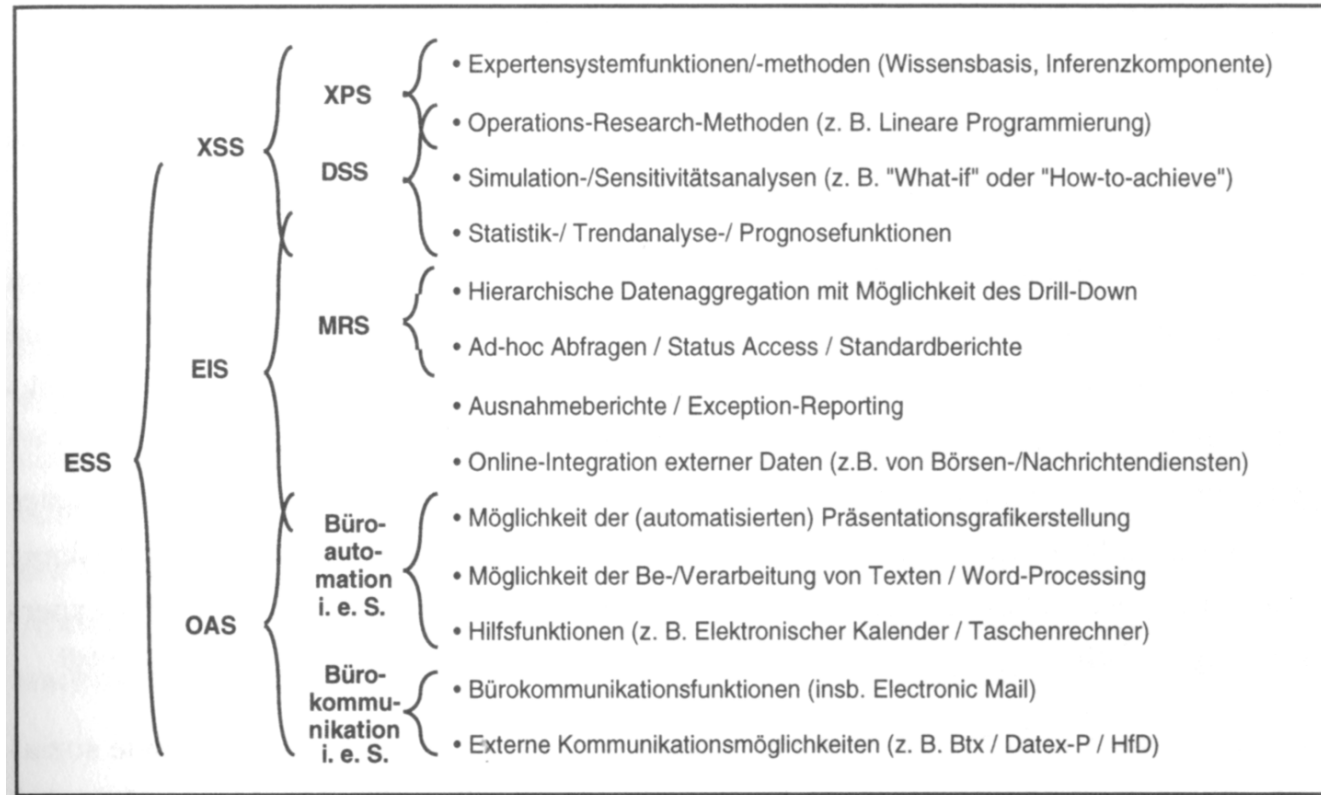 • Expertensystemfunktionen/-methoden (Wissensbasis, Inferenzkomponente)
XPS
• Operations-Research-Methoden (z. B. Lineare Programmierung)
XSS
DSS
• Simulation-/Sensitivitätsanalysen (z. B. "What-if" oder "How-to-achieve")
• Statistik-/ Trendanalyse-/ Prognosefunktionen
• Hierarchische Datenaggregation mit Möglichkeit des Drill-Down
MRS
• Ad-hoc Abfragen / Status Access / Standardberichte
EIS
• Ausnahmeberichte / Exception-Reporting
ESS
• Online-Integration externer Daten (z.B. von Börsen-/Nachrichtendiensten)
• Möglichkeit der (automatisierten) Präsentationsgrafikerstellung
Büro-
auto-
mation
i. e. S.
• Möglichkeit der Be-/Verarbeitung von Texten / Word-Processing
OAS
• Hilfsfunktionen (z. B. Elektronischer Kalender / Taschenrechner)
Büro-
kommu-
nikation
i. e. S.
• Bürokommunikationsfunktionen (insb. Electronic Mail)
• Externe Kommunikationsmöglichkeiten (z. B. Btx / Datex-P / HfD)